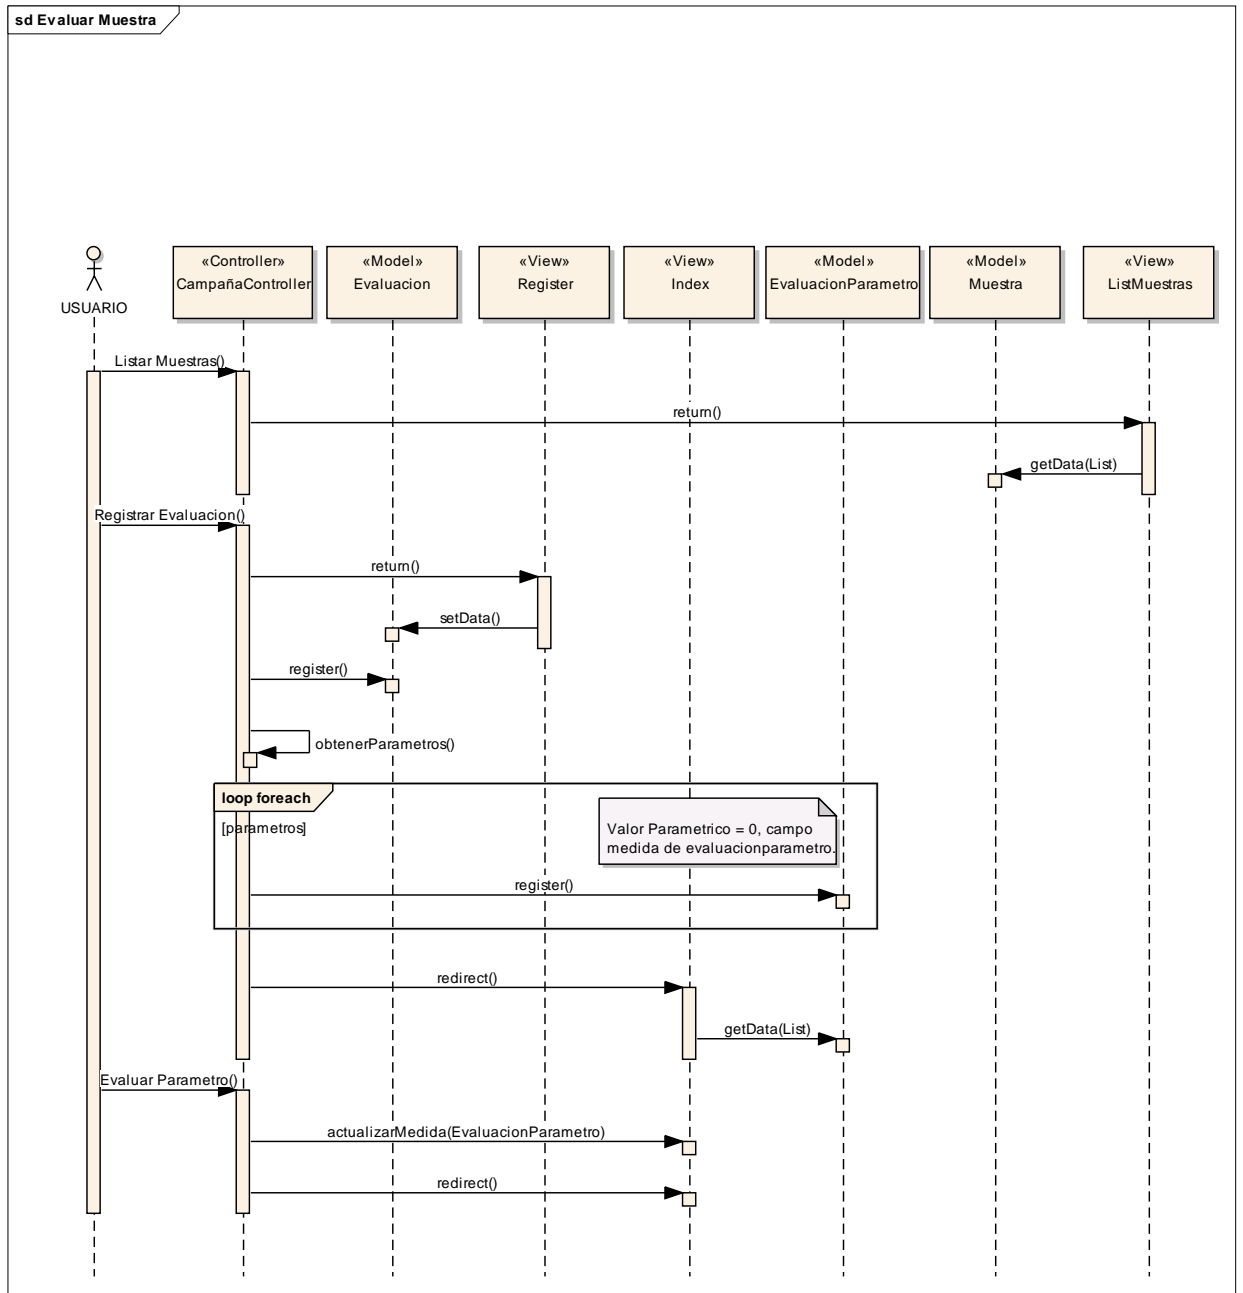 sd Evaluar Muestra
USUARIO
«Controller»
CampañaController
«Model»
Evaluacion
«View»
Register
«View»
Index
«Model»
EvaluacionParametro
«Model»
Muestra
«View»
ListMuestras
Listar Muestras()
return()
getData(List)
Registrar Evaluacion()
return()
setData()
register()
obtenerParametros()
loop foreach
[parametros]
Valor Parametrico = 0, campo
medida de evaluacionparametro.
register()
redirect()
getData(List)
Evaluar Parametro()
actualizarMedida(EvaluacionParametro)
redirect()